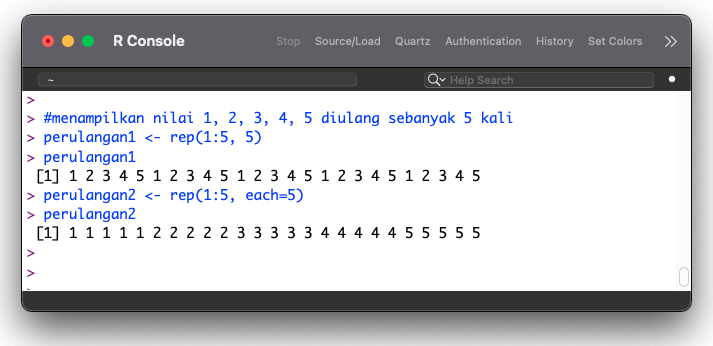 R Console
Stop Source/Load Quartz Authentication History Set Colors
~ Help Search
>
> #menampilkan nilai 1, 2, 3, 4, 5 diulang sebanyak 5 kali
> perulangan1 <- rep(1:5, 5)
> perulangan1
[1] 1 2 3 4 5 1 2 3 4 5 1 2 3 4 5 1 2 3 4 5 1 2 3 4 5
> perulangan2 <- rep(1:5, each=5)
> perulangan2
[1] 1 1 1 1 1 2 2 2 2 2 3 3 3 3 3 4 4 4 4 4 5 5 5 5 5
>
>